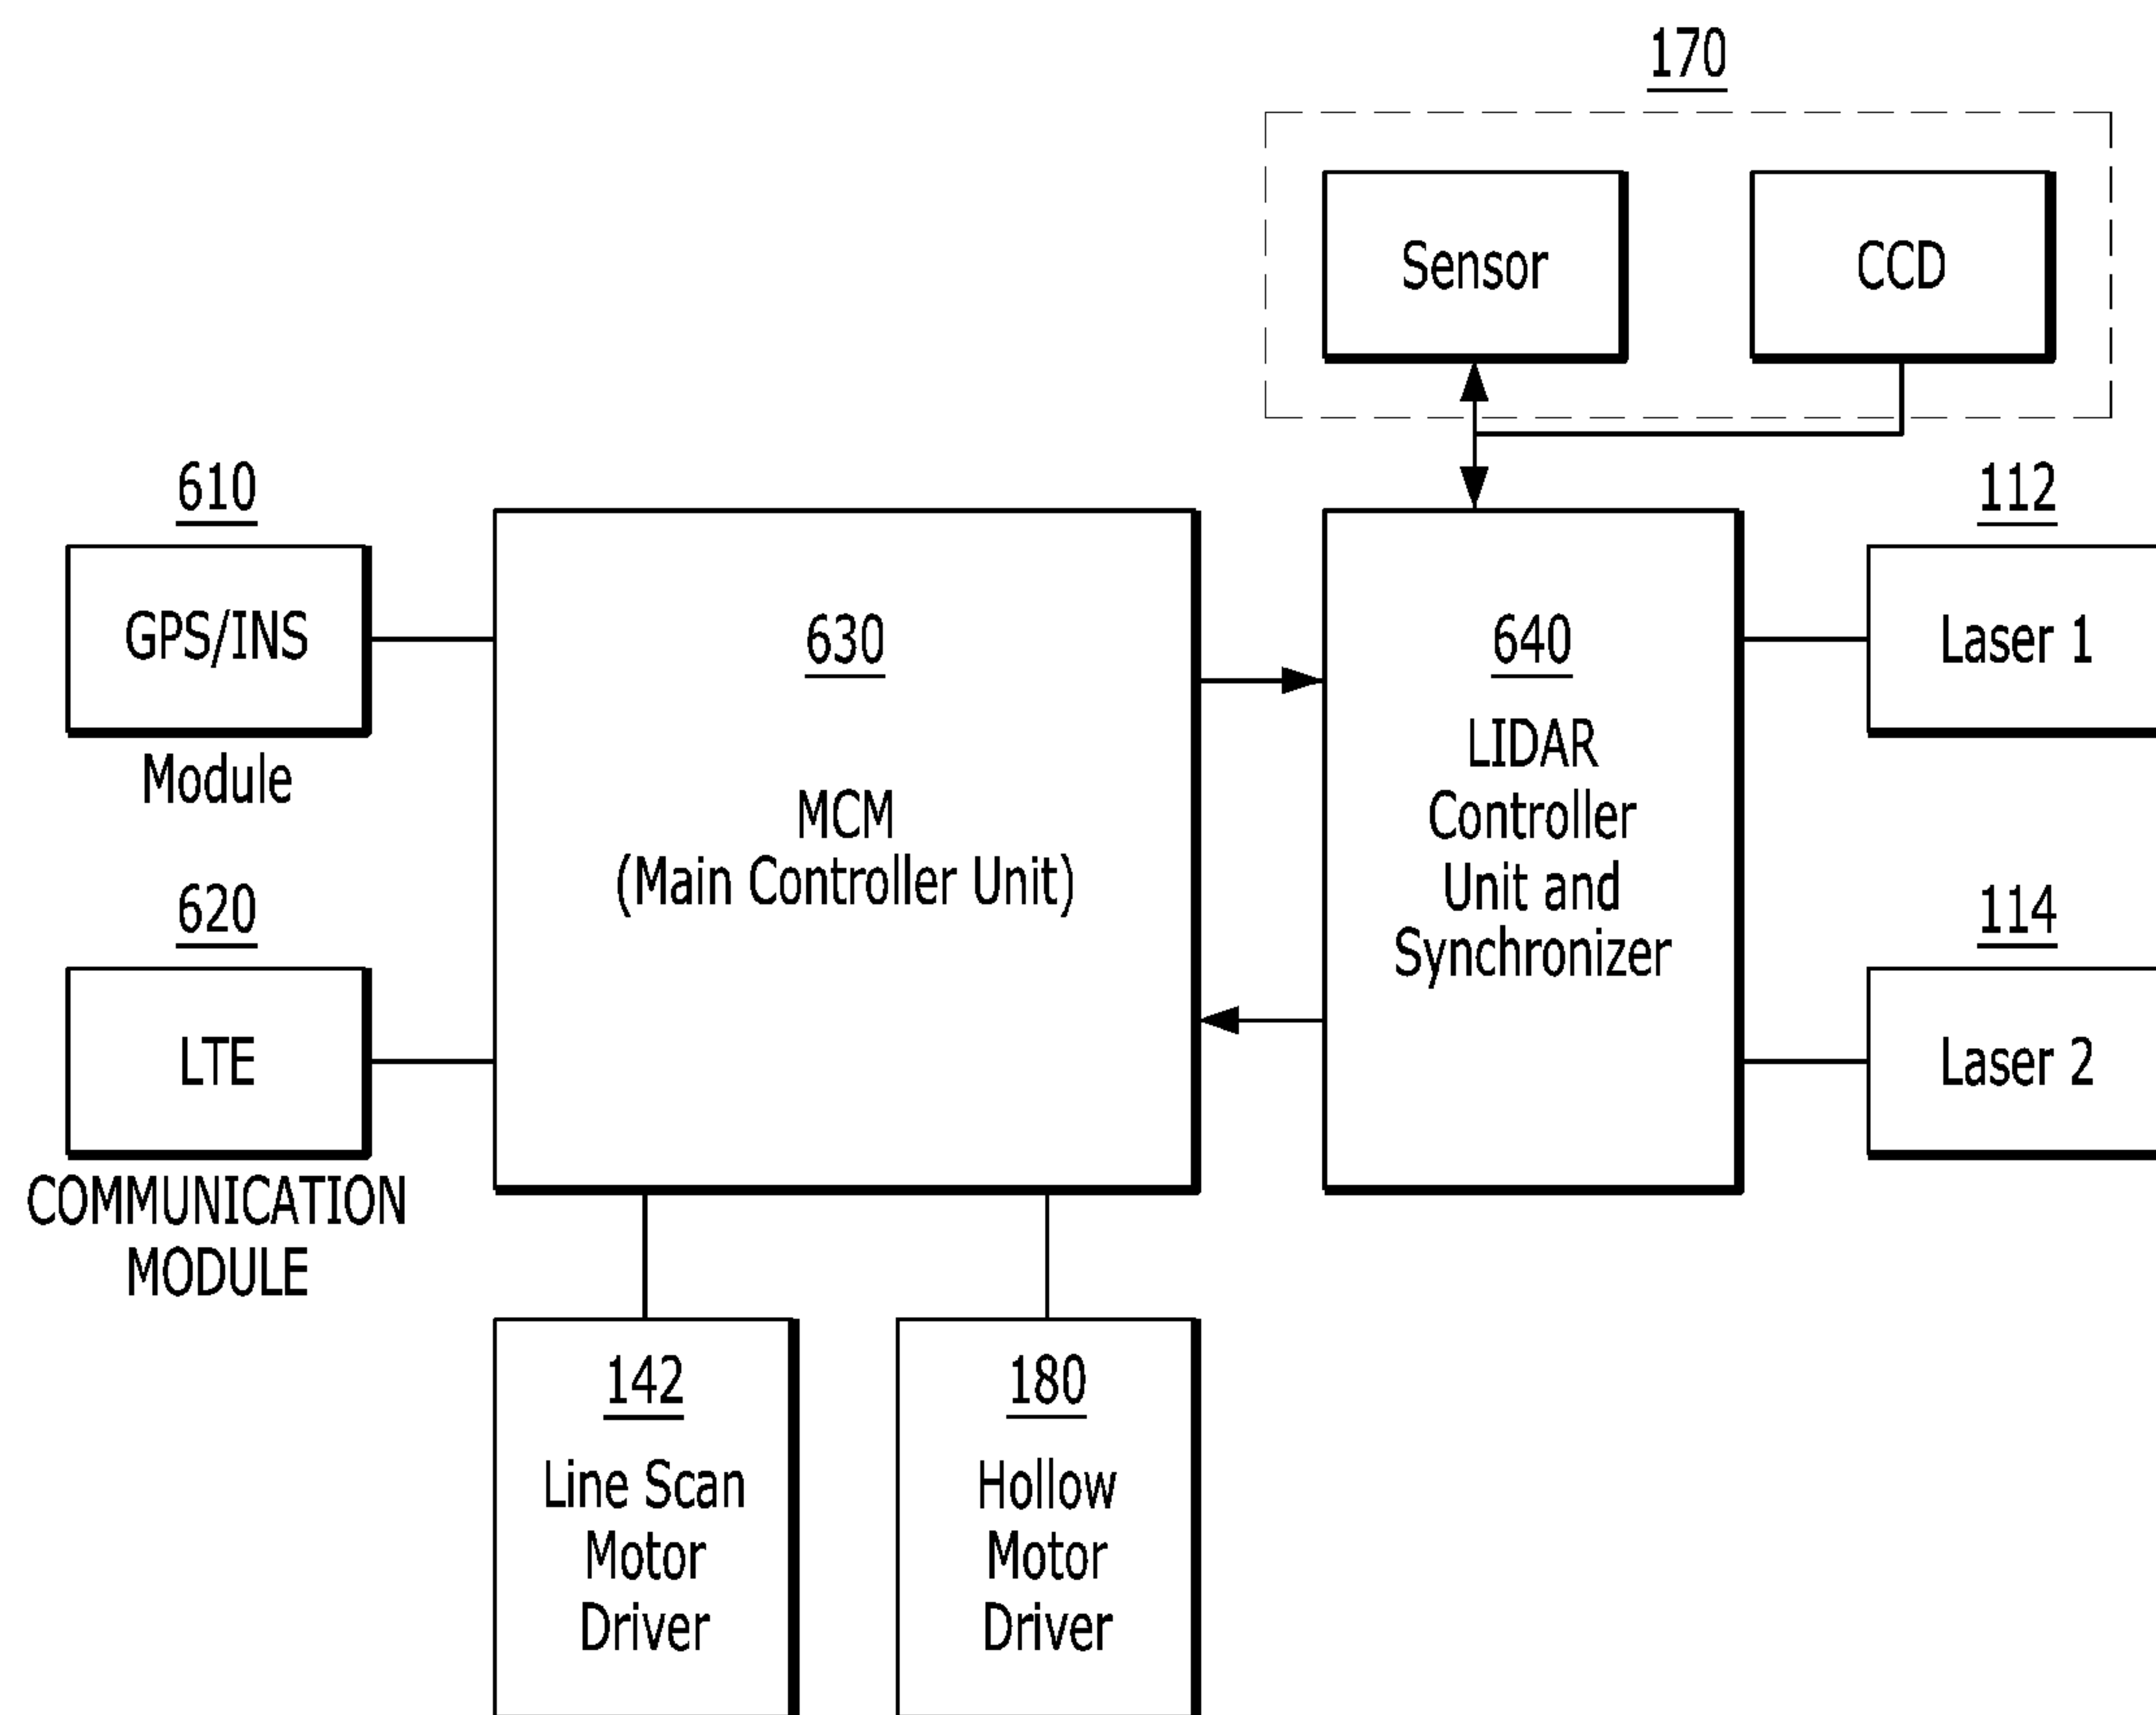 170
Sensor
CCD
610
GPS/INS
Module
630
MCM
(Main Controller Unit)
640
LIDAR
Controller
Unit and
Synchronizer
112
Laser 1
620
LTE
COMMUNICATION
MODULE
114
Laser 2
142
Line Scan
Motor
Driver
180
Hollow
Motor
Driver